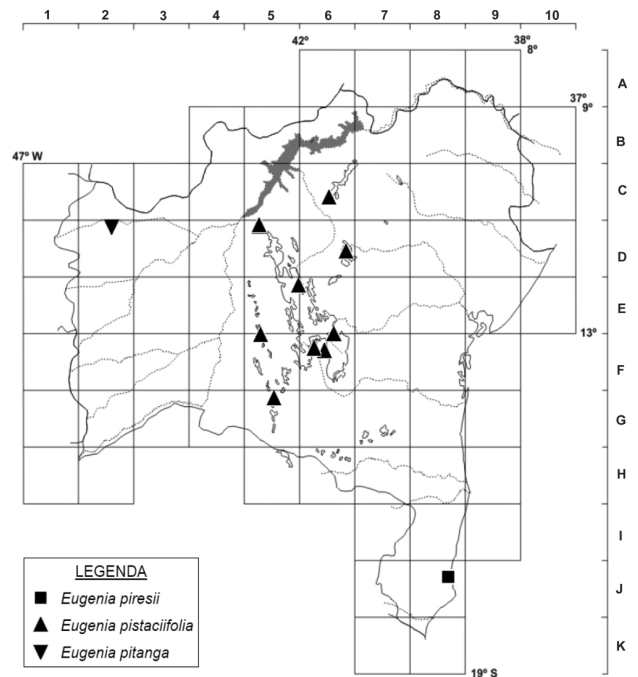 1 2 3 4 5 6 7 8 9 10
42° 38°
8°
A
37°
9°
B
47° W
C
D
E
13°
F
G
H
I
J
K
19° S
LEGENDA
Eugenia piresii
Eugenia pistaciifolia
Eugenia pitanga